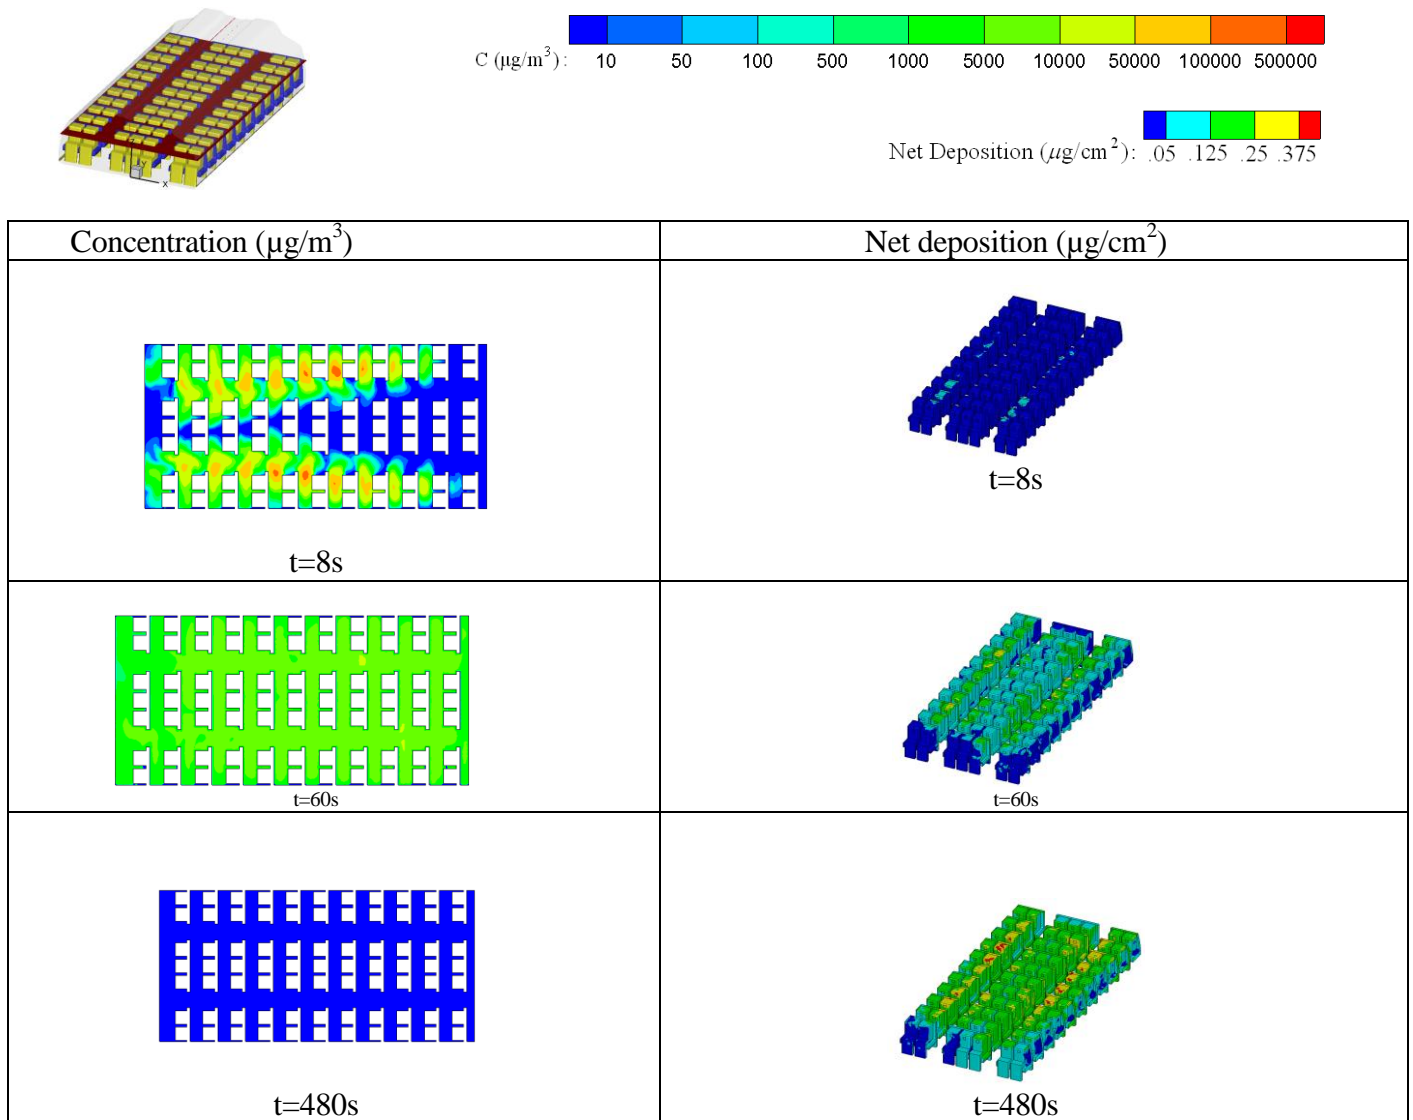 C (µg/m³): 10 50 100 500 1000 5000 10000 50000 100000 500000
Net Deposition (µg/cm²): .05 .125 .25 .375
x
Concentration (µg/m³) Net deposition (µg/cm²)
t=8s
t=8s
t=60s
t=60s
t=480s
t=480s